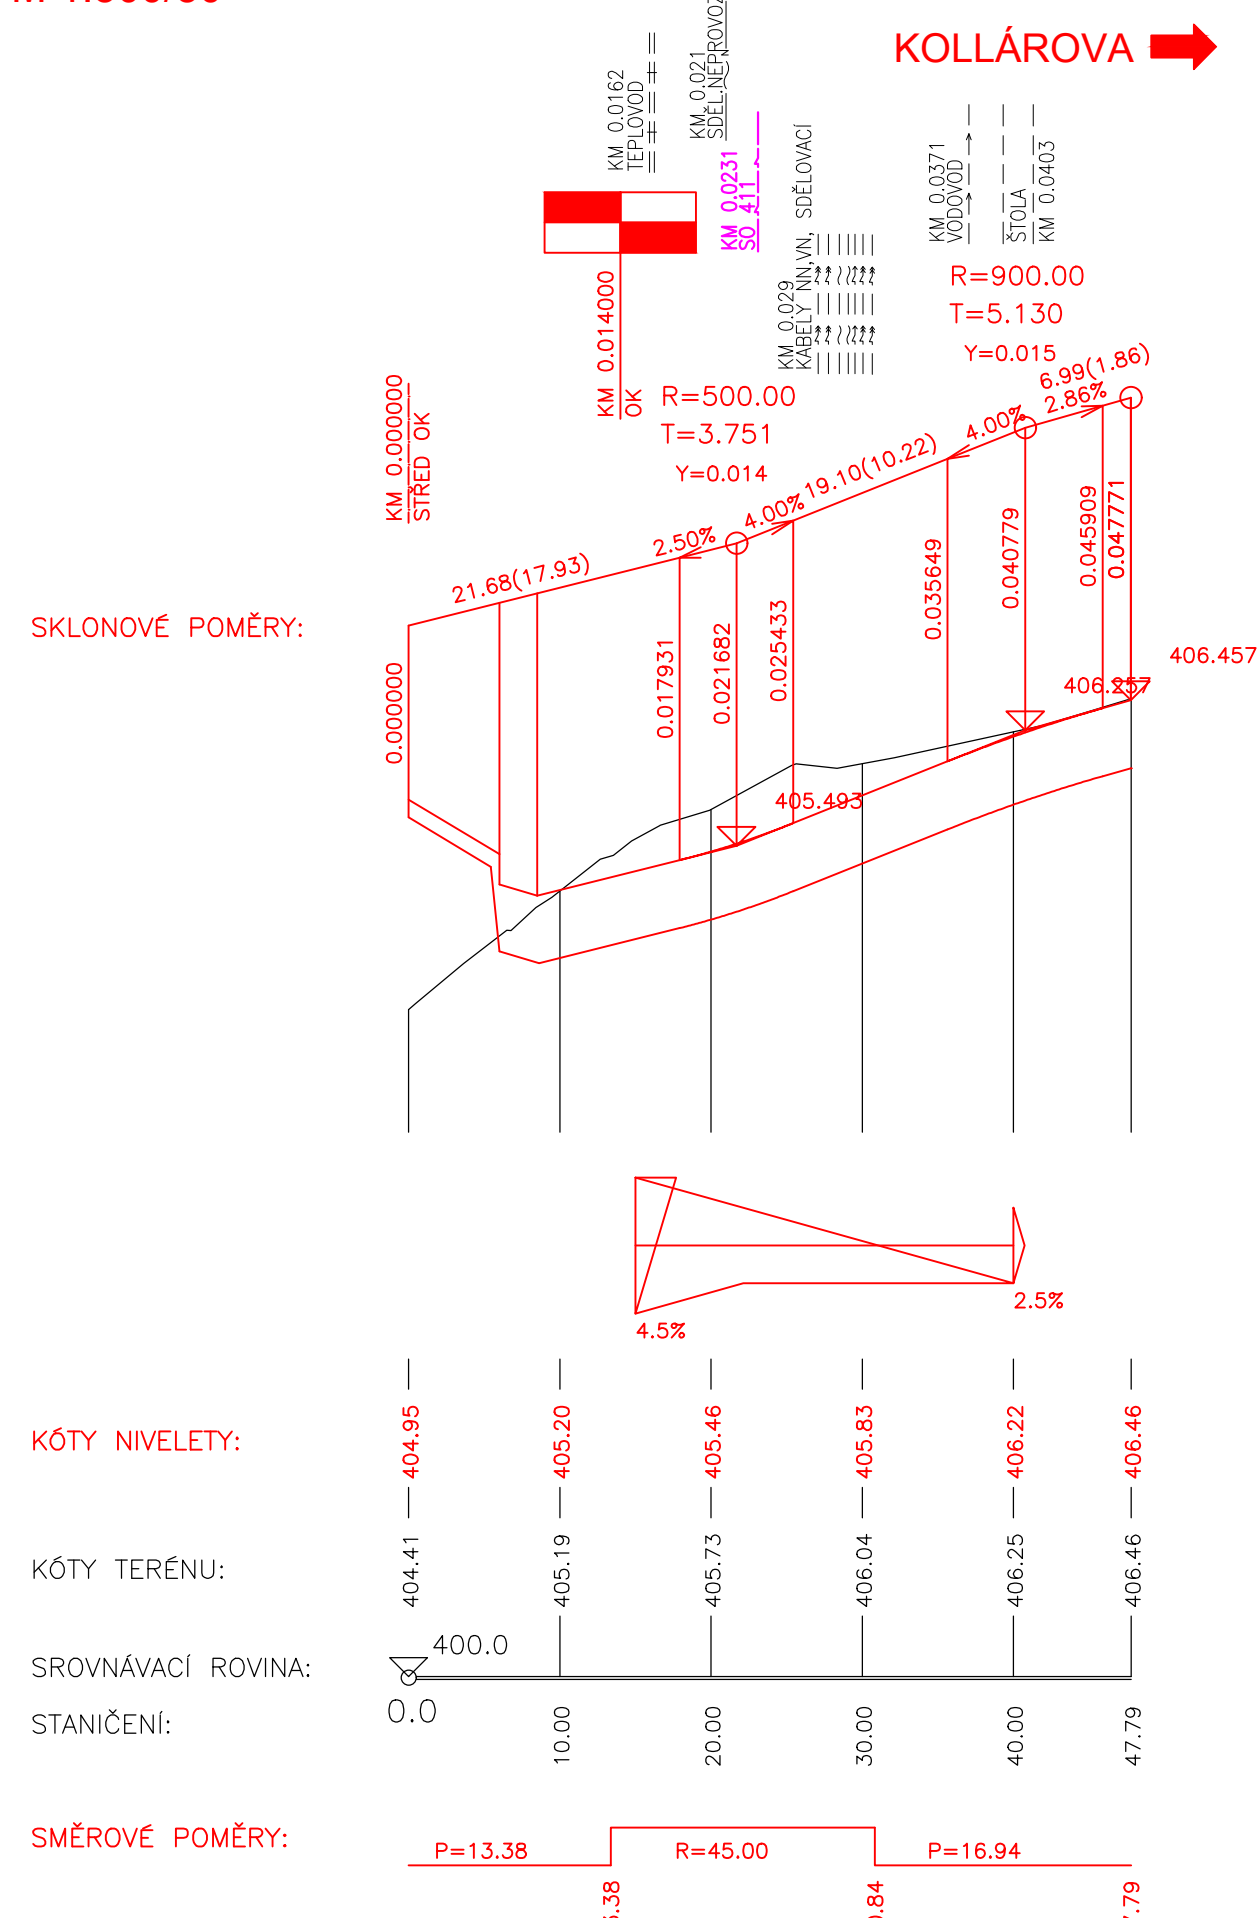 KOLLÁROVA
KM 0.0162
TEPLOVOD
KM 0.021
SDĚL.NEPROVOZ
KM 0.0231
SO 411
KM 0.029
KABELY NN,VN, SDĚLOVACÍ
KM 0.0371
VODOVOD
ŠTOLA
KM 0.0403
KM 0.000000
STŘED OK
KM 0.014000
OK
R=500.00
T=3.751
Y=0.014
R=900.00
T=5.130
Y=0.015
21.68(17.93)
2.50%
4.00%
19.10(10.22)
4.00%
2.86%
6.99(1.86)
SKLONOVÉ POMĚRY:
0.000000
0.017931
0.021682
0.025433
0.035649
0.040779
0.045909
0.047771
405.493
406.257
406.457
4.5%
2.5%
KÓTY NIVELETY:
404.95
405.20
405.46
405.83
406.22
406.46
KÓTY TERÉNU:
404.41
405.19
405.73
406.04
406.25
406.46
SROVNÁVACÍ ROVINA:
400.0
STANIČENÍ:
0.0
10.00
20.00
30.00
40.00
47.79
SMĚROVÉ POMĚRY:
P=13.38
R=45.00
P=16.94